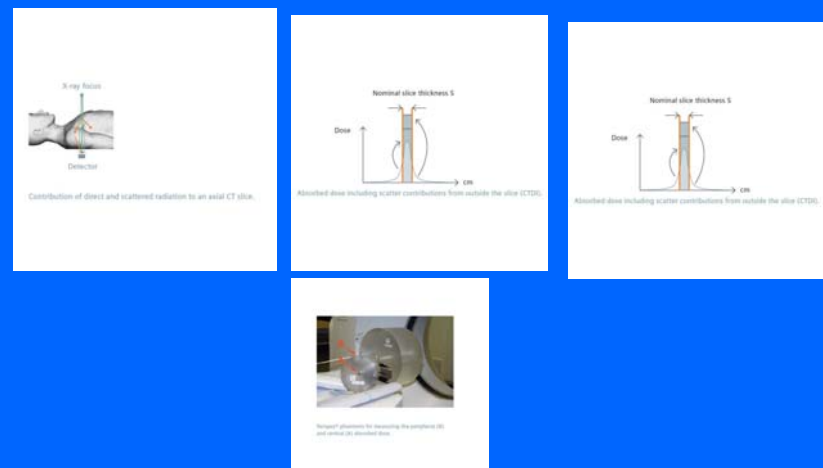 X-ray focus
Detector
Contribution of direct and scattered radiation to an axial CT slice.
Nominal slice thickness S
Dose
cm
Absorbed dose including scatter contributions from outside the slice (CTDI).
Nominal slice thickness S
Dose
cm
Absorbed dose including scatter contributions from outside the slice (CTDI).
phantoms for measuring the peripheral (B)
and central (A) absorbed dose.